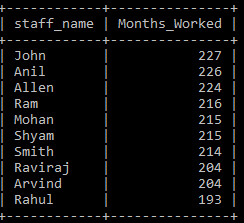 +-------------+---------------+
| staff_name | Months_Worked |
+-------------+---------------+
| John | 227 |
| Anil | 226 |
| Allen | 224 |
| Ram | 216 |
| Mohan | 215 |
| Shyam | 215 |
| Smith | 214 |
| Raviraj | 204 |
| Arvind | 204 |
| Rahul | 193 |
+-------------+---------------+